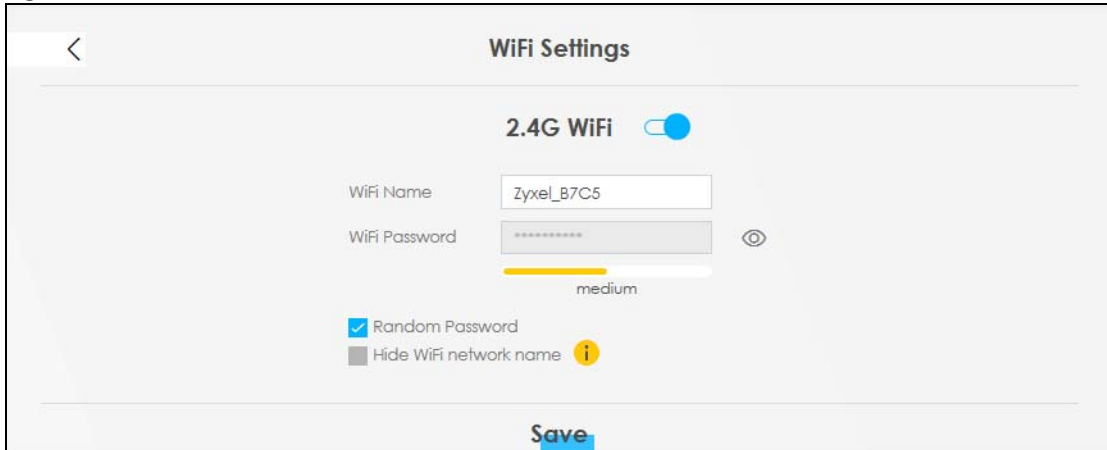 WiFi Settings
2.4G WiFi
WiFi Name Zyxel_B7C5
WiFi Password **********
medium
Random Password
Hide WiFi network name i
Save